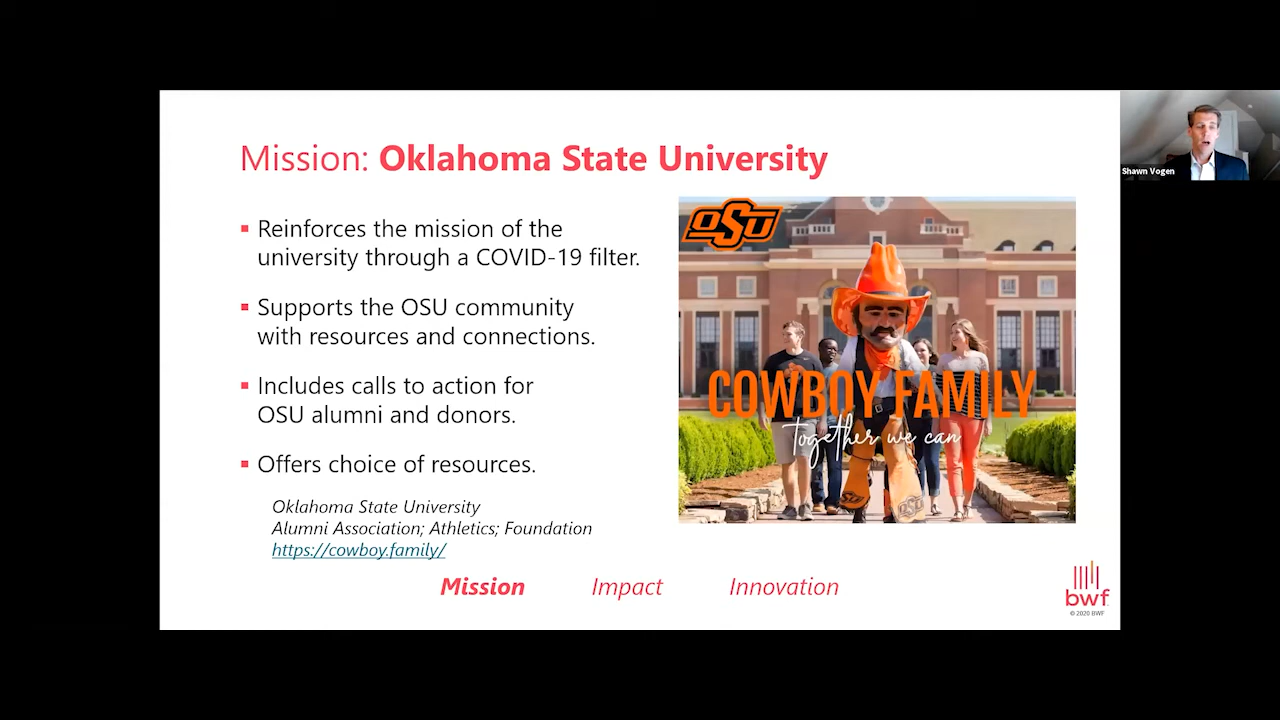 Mission: Oklahoma State University
▪ Reinforces the mission of the
university through a COVID-19 filter.
▪ Supports the OSU community
with resources and connections.
▪ Includes calls to action for
OSU alumni and donors.
▪ Offers choice of resources.
Oklahoma State University
Alumni Association; Athletics; Foundation
https://cowboy.family/
OSU
COWBOY FAMILY
together we can
OSU
Mission Impact Innovation
bwf
© 2020 BWF
Shawn Vogen